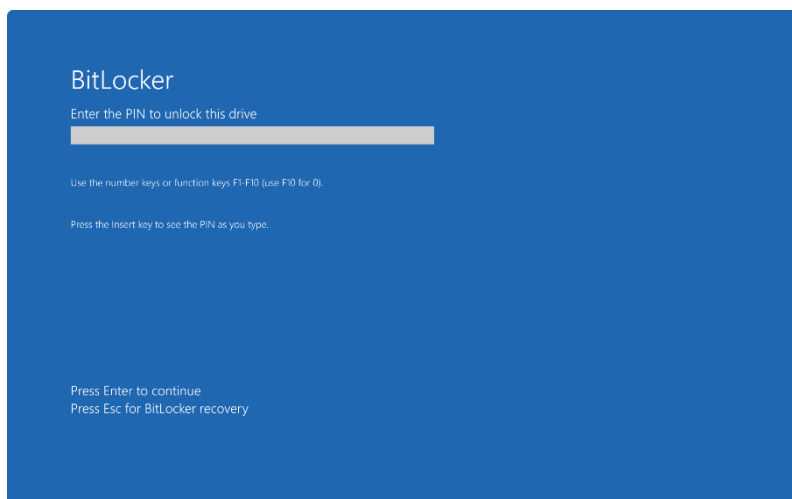 BitLocker
Enter the PIN to unlock this drive
Use the number keys or function keys F1-F10 (use F10 for 0).
Press the Insert key to see the PIN as you type.
Press Enter to continue
Press Esc for BitLocker recovery